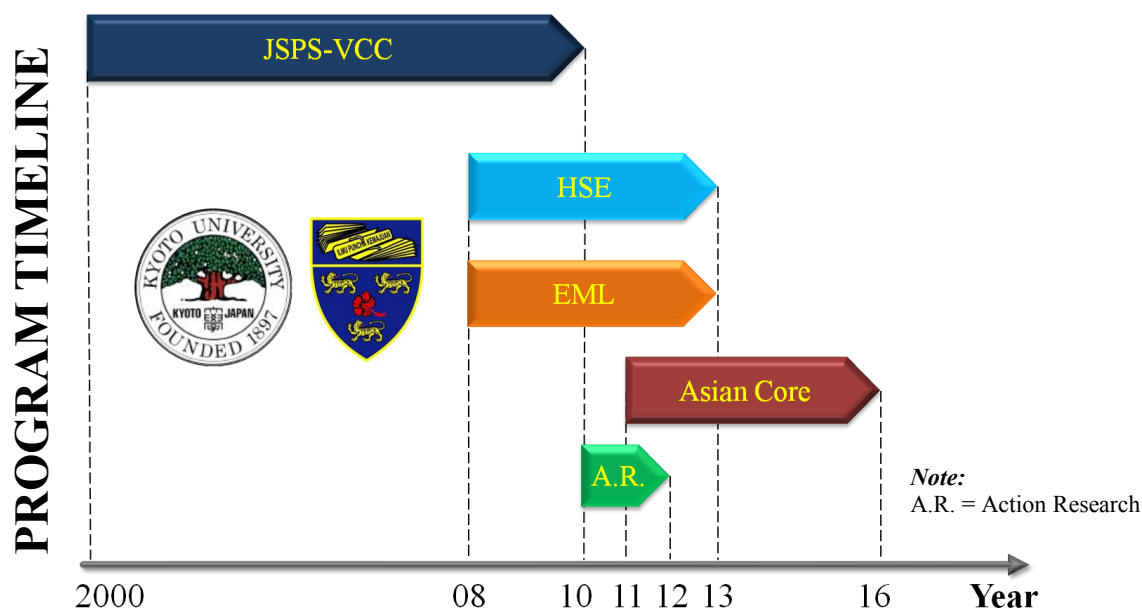 PROGRAM TIMELINE
JSPS-VCC
HSE
EML
KYOTO UNIVERSITY
KYOTO JAPAN
FOUNDED 1897
ILMU PUNCHA KEMAJUAN
Asian Core
A.R.
Note:
A.R. = Action Research
2000 08 10 11 12 13 16 Year